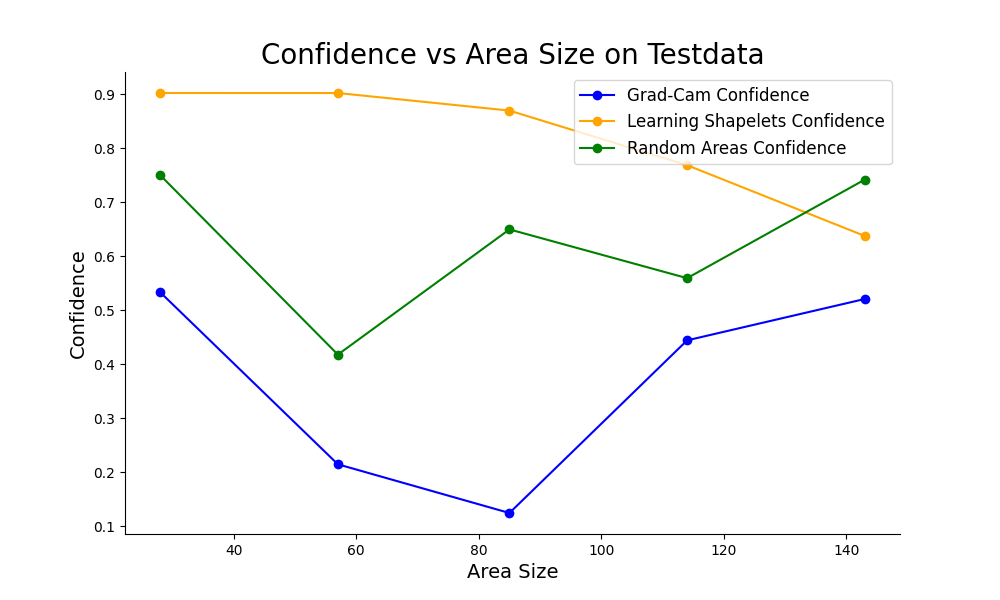 Confidence vs Area Size on Testdata
Grad-Cam Confidence
Learning Shapelets Confidence
Random Areas Confidence
Confidence
0.9
0.8
0.7
0.6
0.5
0.4
0.3
0.2
0.1
40 60 80 100 120 140
Area Size